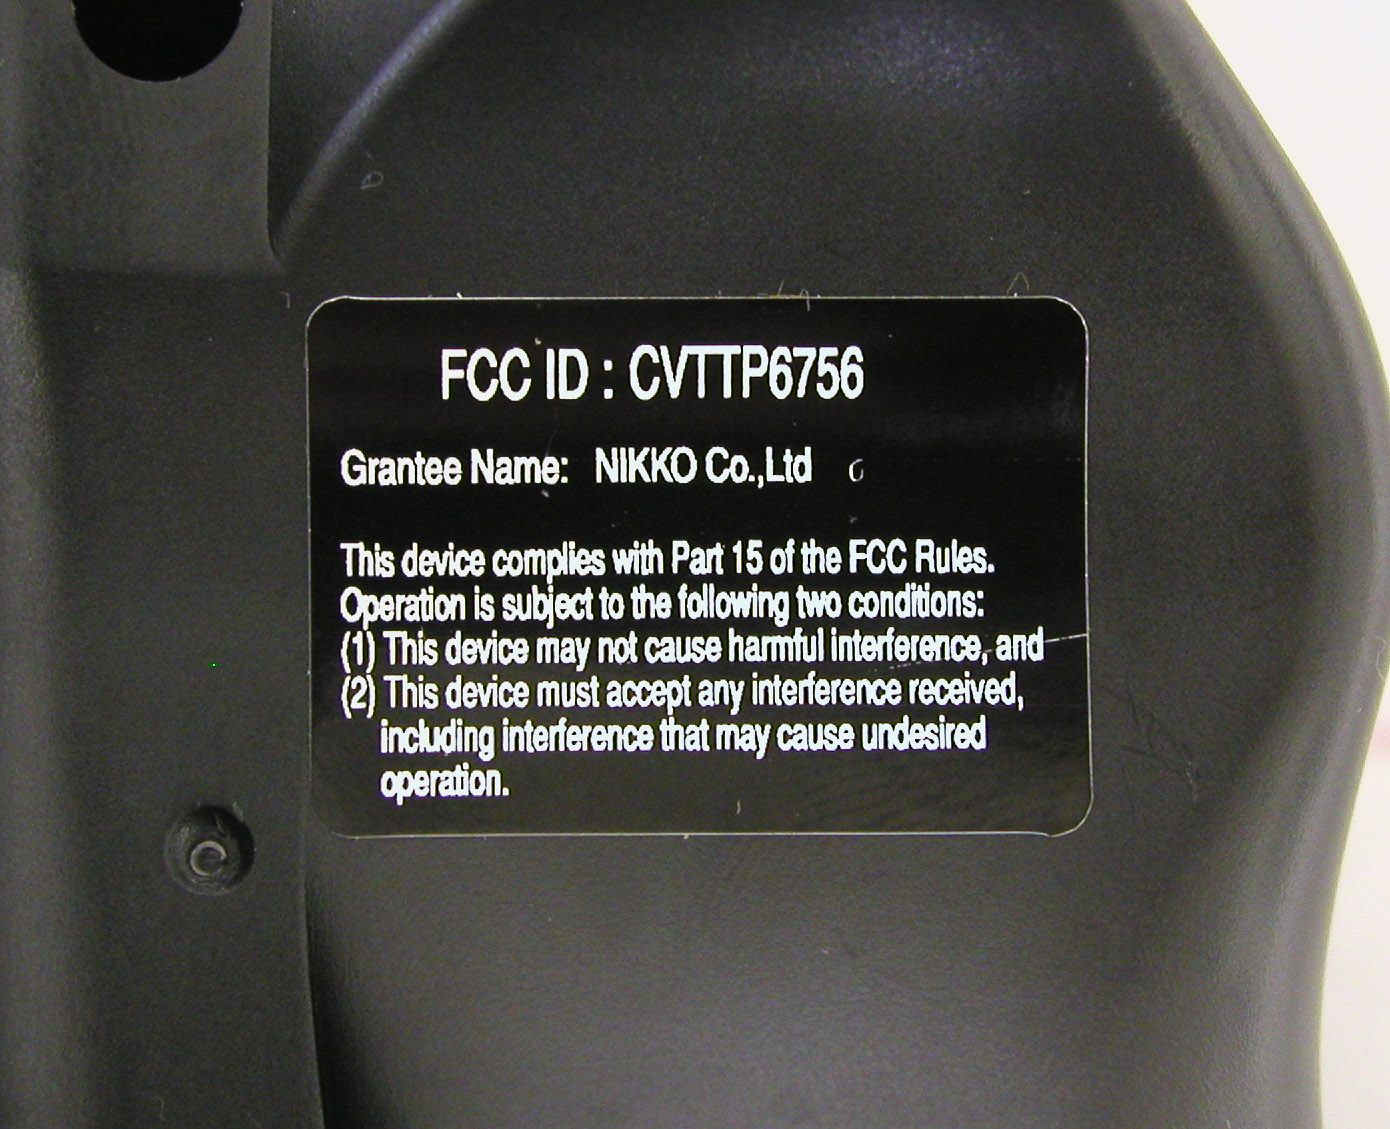 FCC ID : CVTTP6756
Grantee Name: NIKKO Co.,Ltd
This device complies with Part 15 of the FCC Rules.
Operation is subject to the following two conditions:
(1) This device may not cause harmful interference, and
(2) This device must accept any interference received,
including interference that may cause undesired
operation.